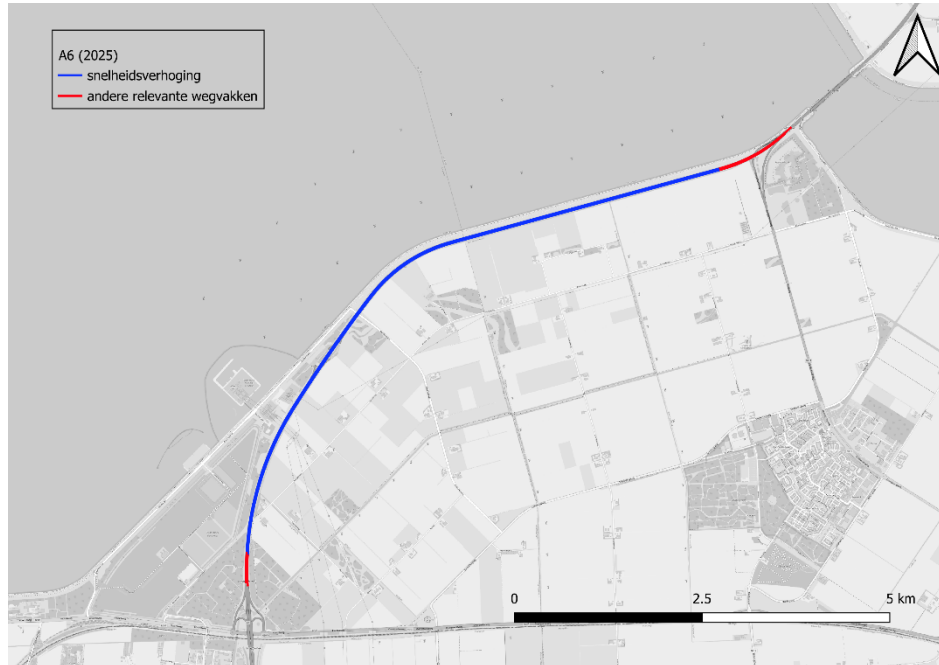 A6 (2025)
snelheidsverhoging
andere relevante wegvakken
0 2.5 5 km